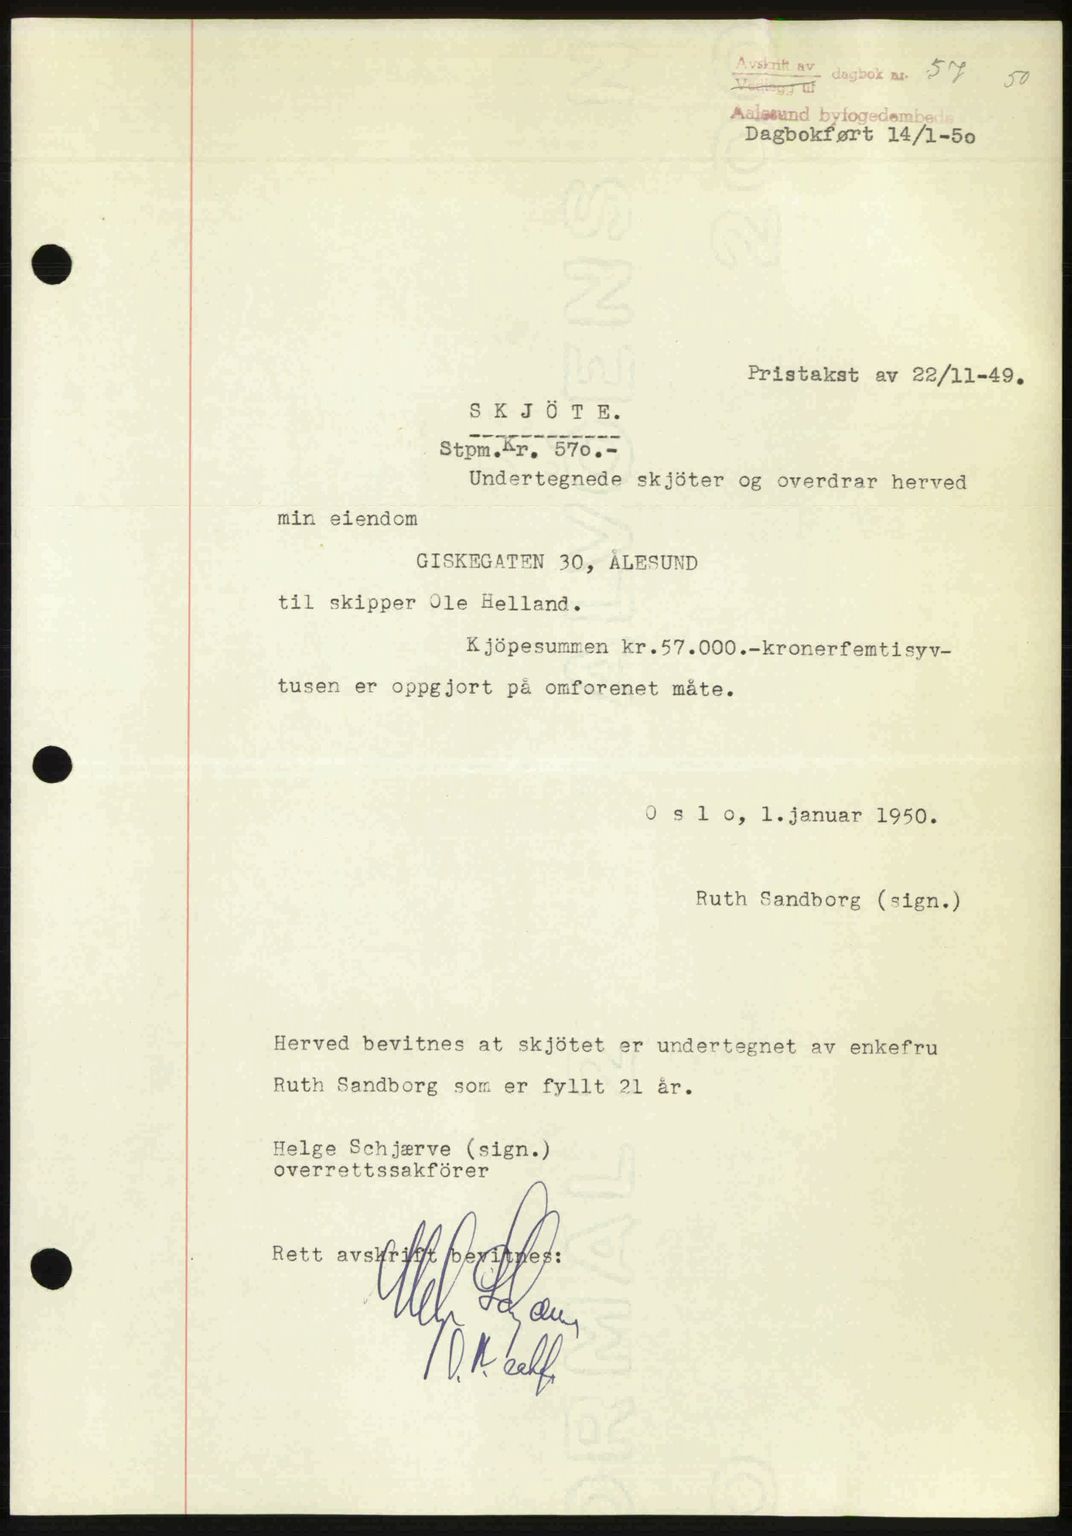 Avskrift av
Vedlegg til
dagbok nr. 57 50
Aalesund byfogedembede
Dagbokført 14/1-5o
Pristakst av 22/11-49.
S K J Ö T E.
Stpm.Kr. 57o.-
Undertegnede skjöter og overdrar herved
min eiendom
GISKEGATEN 30, ÅLESUND
til skipper Ole Helland.
Kjöpesummen kr.57.000.-kronerfemtisyv-
tusen er oppgjort på omforenet måte.
O s l o, 1.januar 1950.
Ruth Sandborg (sign.)
Herved bevitnes at skjötet er undertegnet av enkefru
Ruth Sandborg som er fyllt 21 år.
Helge Schjærve (sign.)
overrettssakförer
Rett avskrift bevitnes: